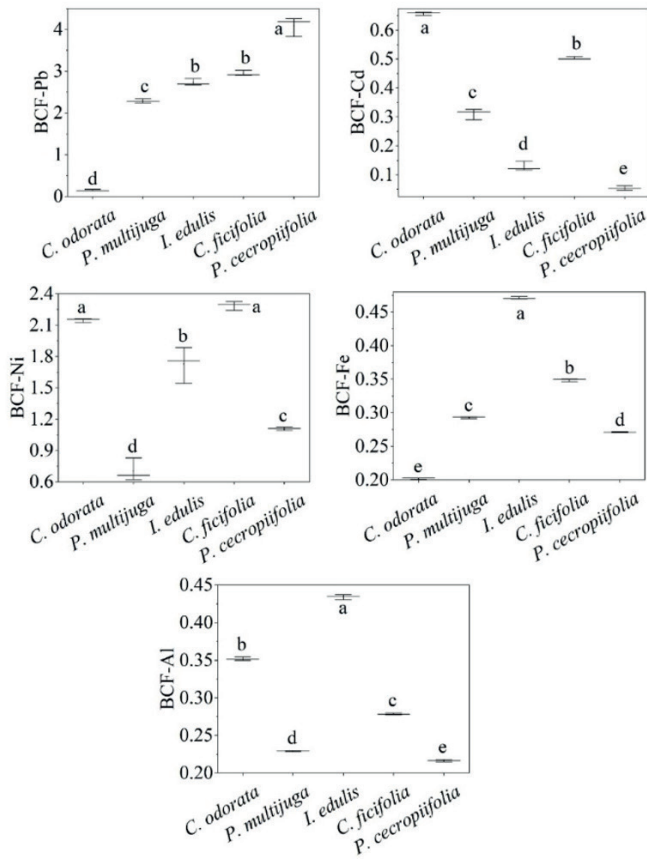 BCF-Pb
4
3
2
1
0
d
c
b
b
a
C. odorata
P. multijuga
I. edulis
C. ficifolia
P. cecropiifolia
BCF-Cd
0.6
0.5
0.4
0.3
0.2
0.1
a
c
d
b
e
C. odorata
P. multijuga
I. edulis
C. ficifolia
P. cecropiifolia
BCF-Ni
2.4
2.1
1.8
1.5
1.2
0.9
0.6
a
d
b
a
c
C. odorata
P. multijuga
I. edulis
C. ficifolia
P. cecropiifolia
BCF-Fe
0.45
0.40
0.35
0.30
0.25
0.20
e
c
a
b
d
C. odorata
P. multijuga
I. edulis
C. ficifolia
P. cecropiifolia
BCF-Al
0.45
0.40
0.35
0.30
0.25
0.20
b
d
a
c
e
C. odorata
P. multijuga
I. edulis
C. ficifolia
P. cecropiifolia